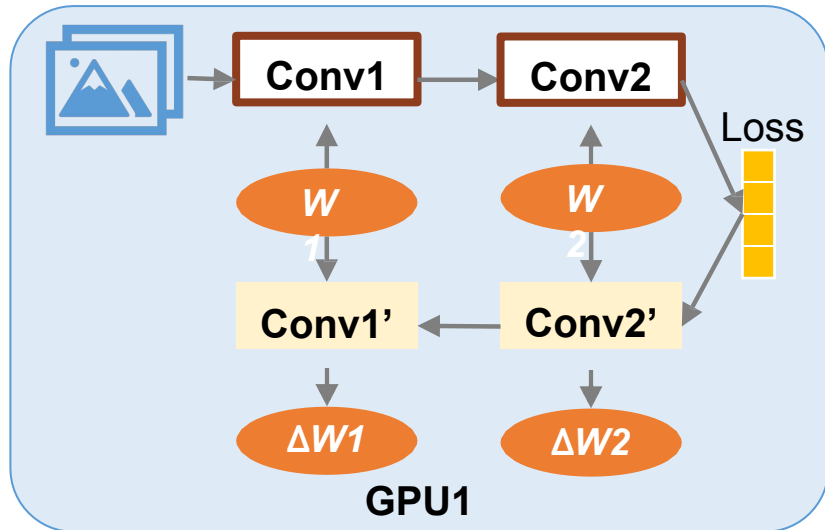 Conv1
Conv2
Loss
W
1
W
2
Conv1’
Conv2’
ΔW1
ΔW2
GPU1